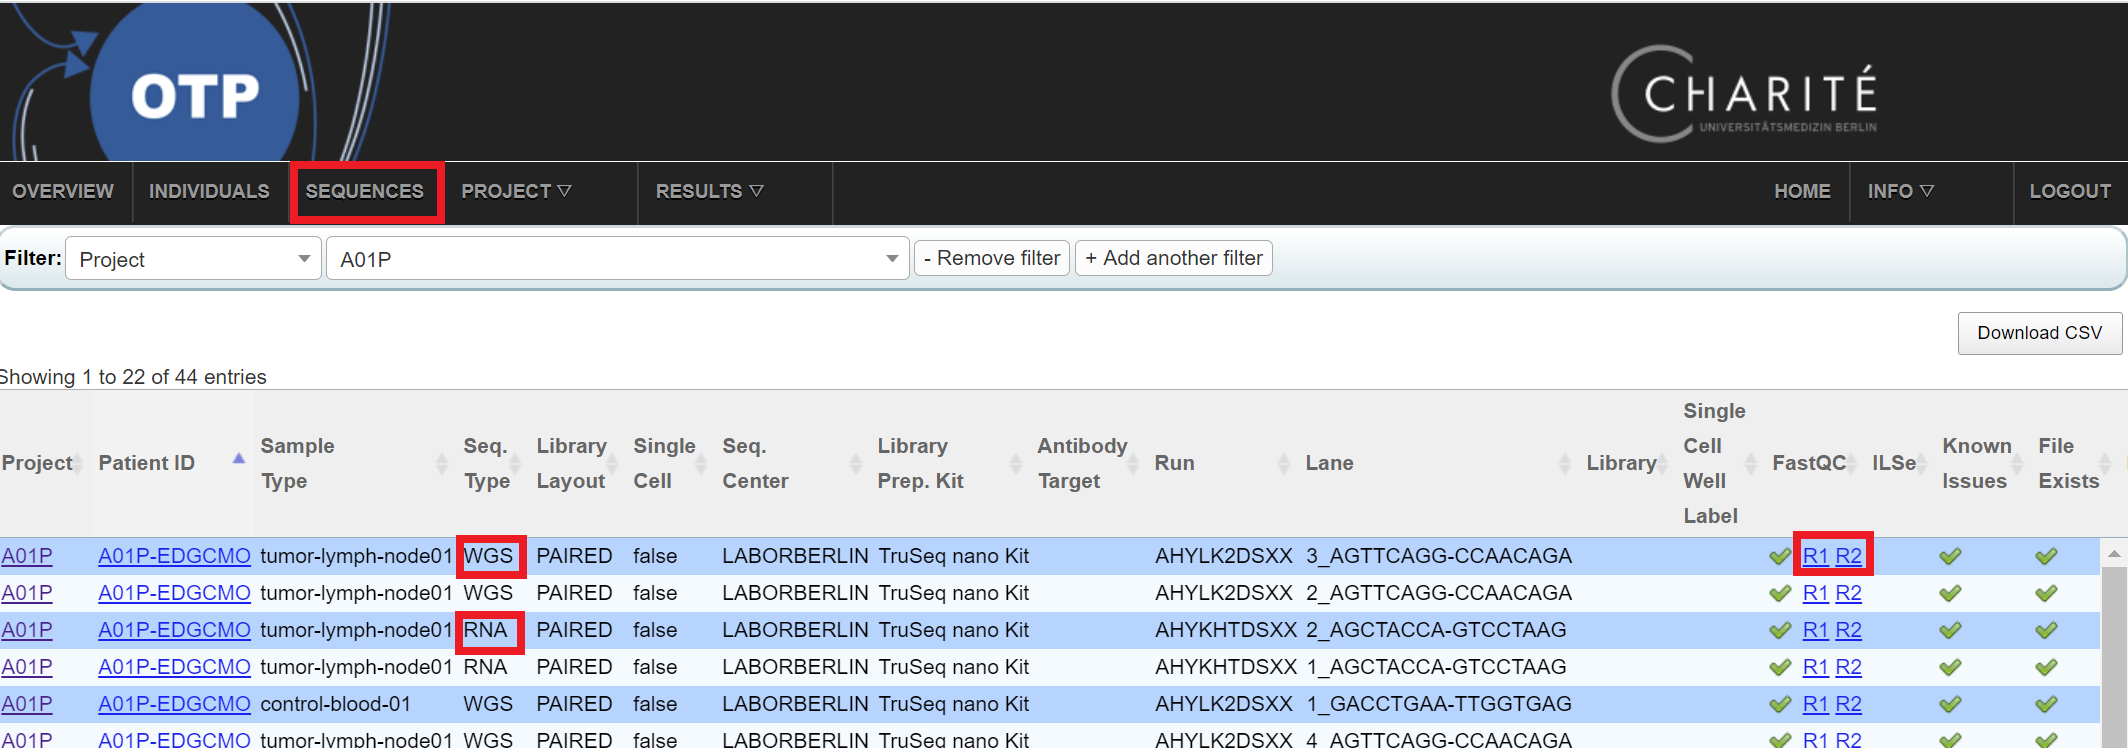 OTP
CHARITÉ
UNIVERSITÄTSMEDIZIN BERLIN
OVERVIEW INDIVIDUALS SEQUENCES PROJECT ▽ RESULTS ▽ HOME INFO ▽ LOGOUT
Filter: Project A01P - Remove filter + Add another filter
Download CSV
Showing 1 to 22 of 44 entries
Project Patient ID Sample Type Seq. Type Library Layout Single Cell Seq. Center Library Prep. Kit Antibody Target Run Lane Library Single Cell Well Label FastQC ILSe Known Issues File Exists
A01P A01P-EDGCMO tumor-lymph-node01 WGS PAIRED false LABORBERLIN TruSeq nano Kit AHYLK2DSXX 3_AGTTCAGG-CCAACAGA R1 R2
A01P A01P-EDGCMO tumor-lymph-node01 WGS PAIRED false LABORBERLIN TruSeq nano Kit AHYLK2DSXX 2_AGTTCAGG-CCAACAGA R1 R2
A01P A01P-EDGCMO tumor-lymph-node01 RNA PAIRED false LABORBERLIN TruSeq nano Kit AHYKHTDSXX 2_AGCTACCA-GTCCTAAG R1 R2
A01P A01P-EDGCMO tumor-lymph-node01 RNA PAIRED false LABORBERLIN TruSeq nano Kit AHYKHTDSXX 1_AGCTACCA-GTCCTAAG R1 R2
A01P A01P-EDGCMO control-blood-01 WGS PAIRED false LABORBERLIN TruSeq nano Kit AHYLK2DSXX 1_GACCTGAA-TTGGTGAG R1 R2
A01P A01P-EDGCMO tumor-lymph-node01 WGS PAIRED false LABORBERLIN TruSeq nano Kit AHYLK2DSXX 4_AGTTCAGG-CCAACAGA R1 R2